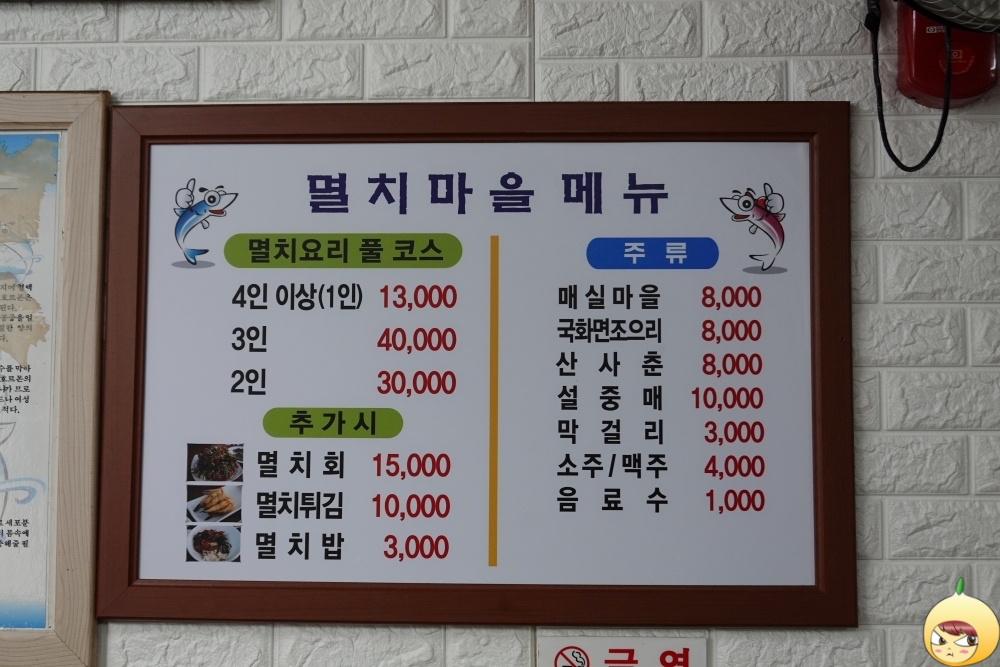 멸치마을메뉴
멸치요리 풀 코스
4인 이상(1인) 13,000
3인 40,000
2인 30,000
추가시
멸치회 15,000
멸치튀김 10,000
멸치밥 3,000
주류
매실마을 8,000
국화면조으리 8,000
산사춘 8,000
설중매 10,000
막걸리 3,000
소주/맥주 4,000
음료수 1,000
금연